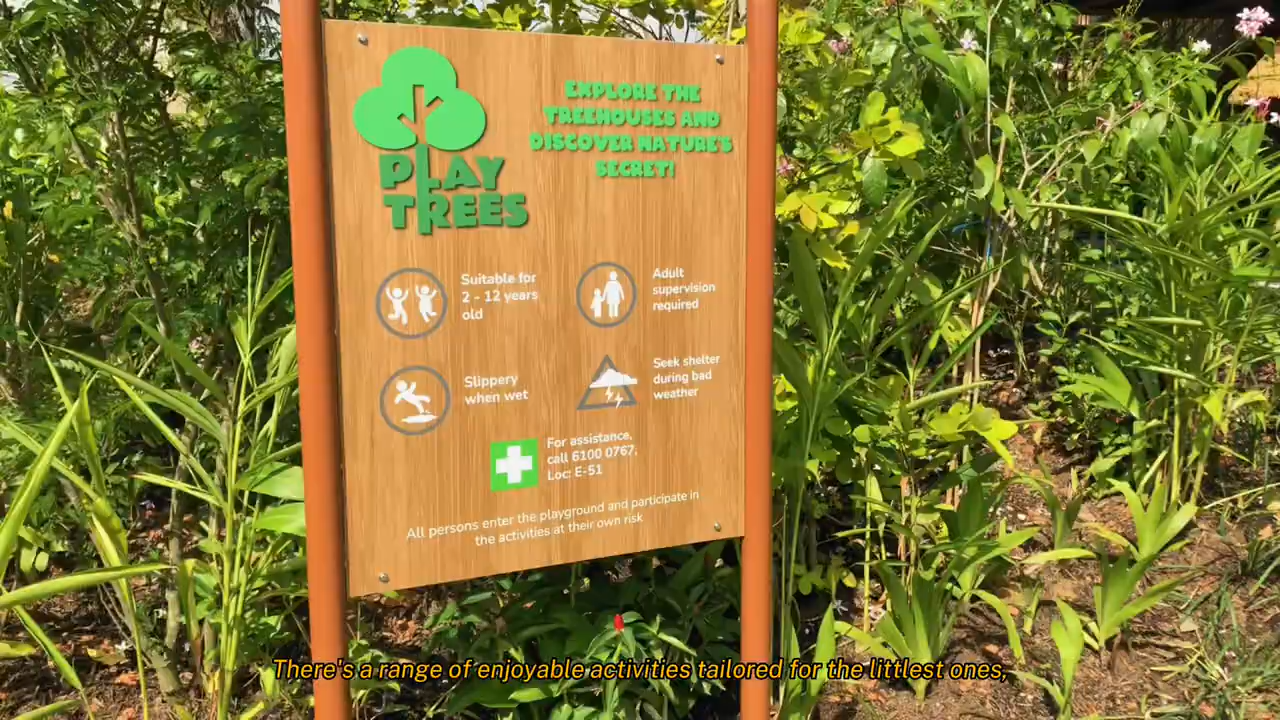 PLAY
TREES
EXPLORE THE
TREEHOUSES AND
DISCOVER NATURE'S
SECRET!
Suitable for
2 - 12 years
old
Adult
supervision
required
Slippery
when wet
Seek shelter
during bad
weather
For assistance,
call 6100 0767,
Loc: E-51
All persons enter the playground and participate in
the activities at their own risk
There's a range of enjoyable activities tailored for the littlest ones,